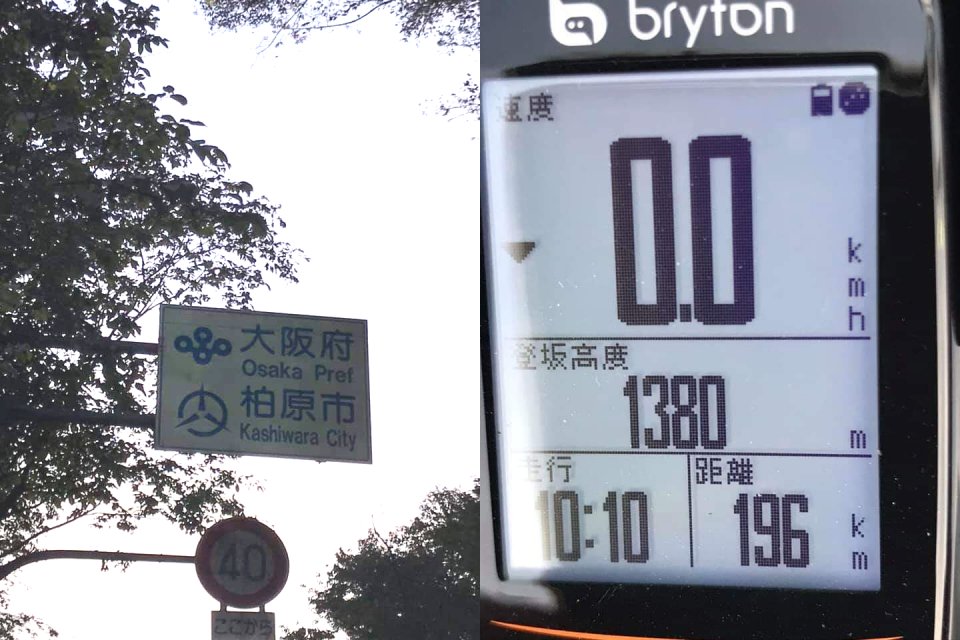 大阪府
Osaka Pref
柏原市
Kashiwara City
40
ここから
bryton
速度
0.0
kmh
登坂高度
1380
m
走行
10:10
距離
196
km